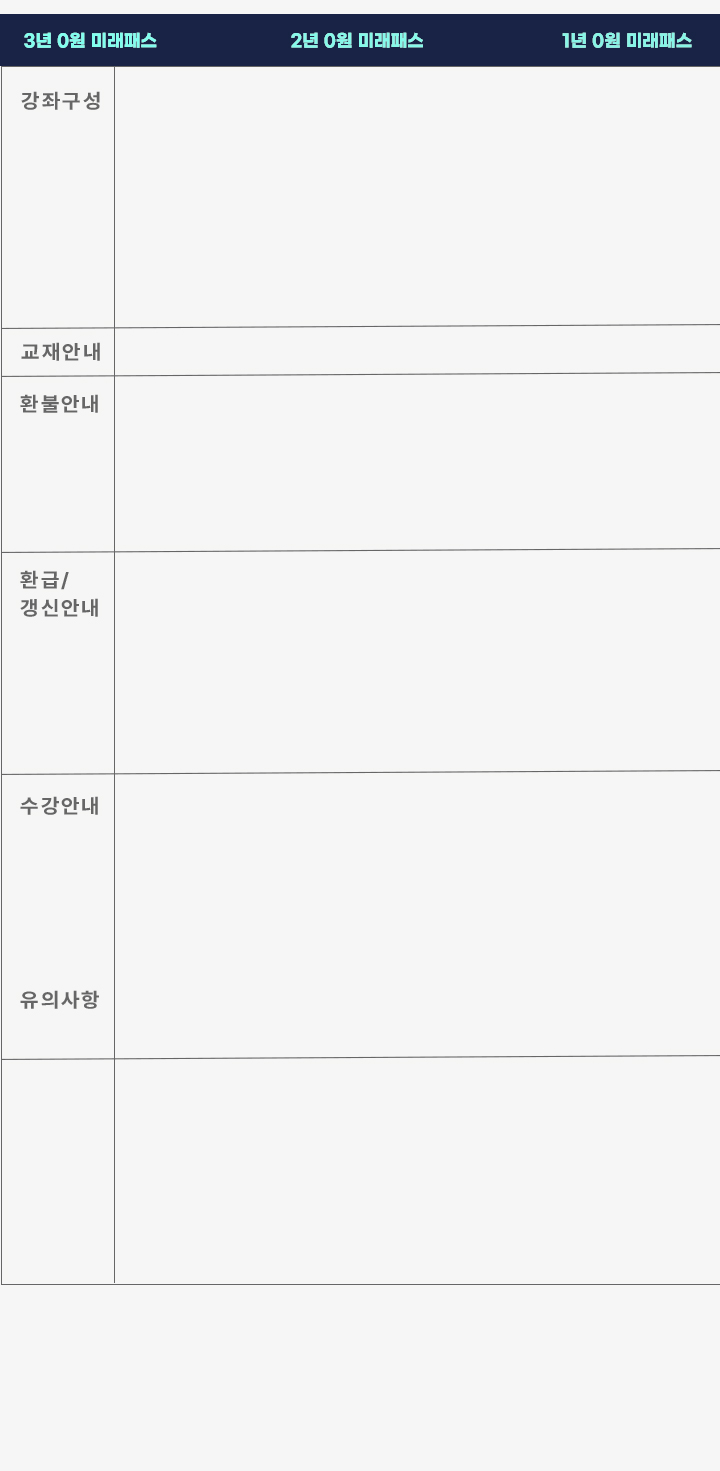 3년 0원 미래패스 2년 0원 미래패스 1년 0원 미래패스
강좌구성
교재안내
환불안내
환급/
갱신안내
수강안내
유의사항